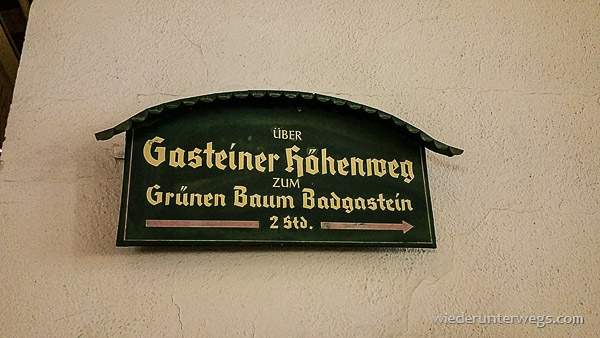 ÜBER
Gasteiner Höhenweg
ZUM
Grünen Baum Badgastein
2 Std.
wiederunterwegs.com